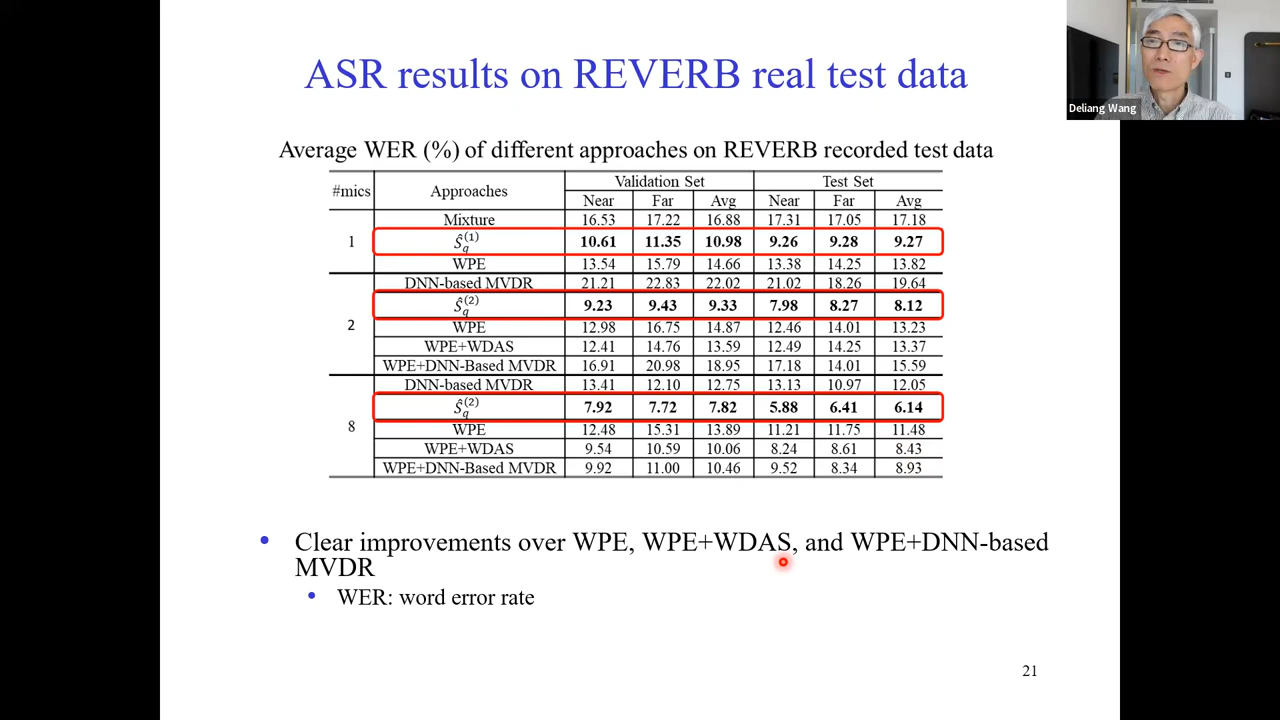 ASR results on REVERB real test data
Deliang Wang
Average WER (%) of different approaches on REVERB recorded test data
#mics Approaches Validation Set Test Set
Near Far Avg Near Far Avg
1 Mixture 16.53 17.22 16.88 17.31 17.05 17.18
Ŝq(1) 10.61 11.35 10.98 9.26 9.28 9.27
WPE 13.54 15.79 14.66 13.38 14.25 13.82
2 DNN-based MVDR 21.21 22.83 22.02 21.02 18.26 19.64
Ŝq(2) 9.23 9.43 9.33 7.98 8.27 8.12
WPE 12.98 16.75 14.87 12.46 14.01 13.23
WPE+WDAS 12.41 14.76 13.59 12.49 14.25 13.37
WPE+DNN-Based MVDR 16.91 20.98 18.95 17.18 14.01 15.59
8 DNN-based MVDR 13.41 12.10 12.75 13.13 10.97 12.05
Ŝq(2) 7.92 7.72 7.82 5.88 6.41 6.14
WPE 12.48 15.31 13.89 11.21 11.75 11.48
WPE+WDAS 9.54 10.59 10.06 8.24 8.61 8.43
WPE+DNN-Based MVDR 9.92 11.00 10.46 9.52 8.34 8.93
• Clear improvements over WPE, WPE+WDAS, and WPE+DNN-based
MVDR
• WER: word error rate
21